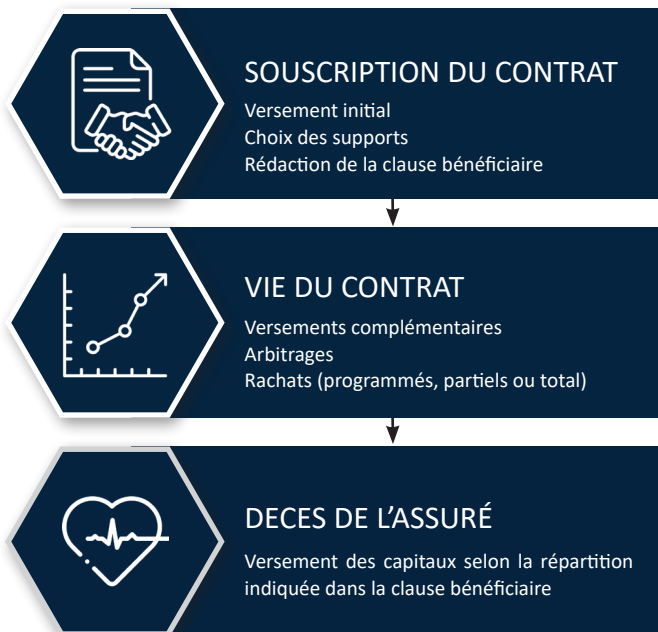 SOUSCRIPTION DU CONTRAT
Versement initial
Choix des supports
Rédaction de la clause bénéficiaire
VIE DU CONTRAT
Versements complémentaires
Arbitrages
Rachats (programmés, partiels ou total)
DECES DE L’ASSURÉ
Versement des capitaux selon la répartition
indiquée dans la clause bénéficiaire